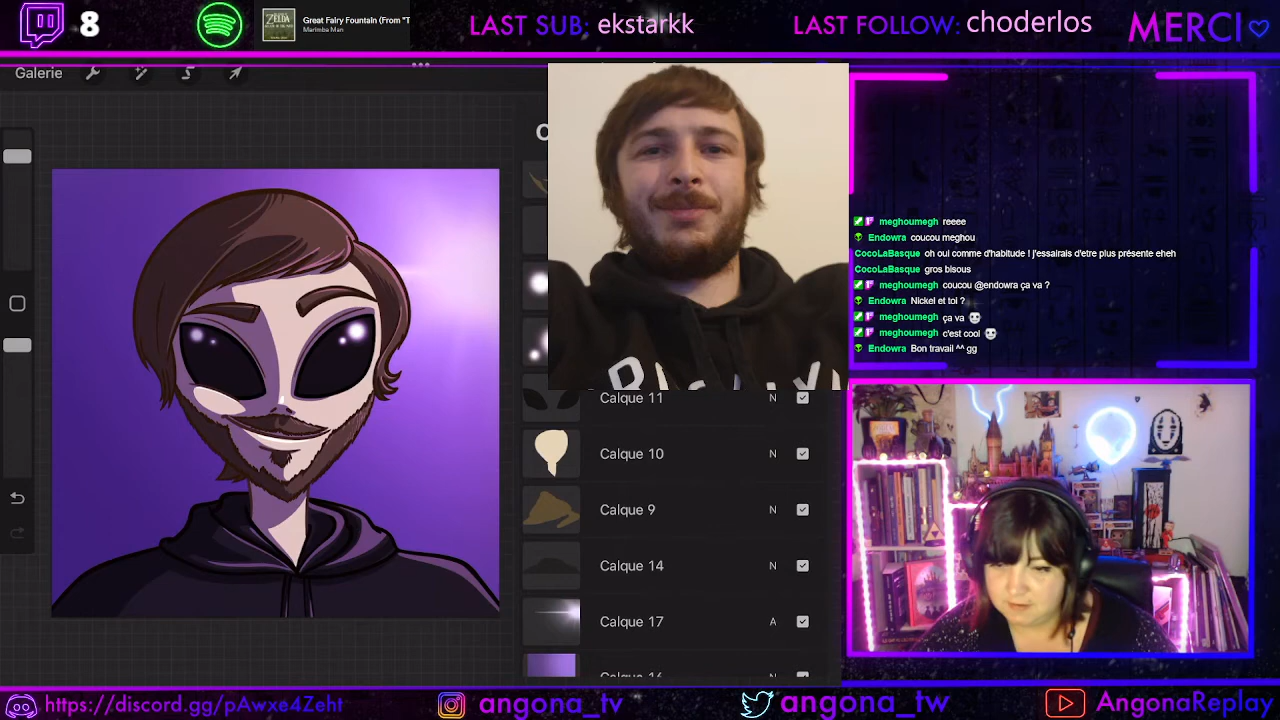 8
Great Fairy Fountain (From "T
Marimba Man
LAST SUB: ekstarkk
LAST FOLLOW: choderlos
MERCI
Galerie
meghoumegh reeee
Endowra coucou meghou
CocoLaBasque oh oui comme d'habitude ! j'essairais d'etre plus présente eheh
CocoLaBasque gros bisous
meghoumegh coucou @endowra ça va ?
Endowra Nickel et toi ?
meghoumegh ça va
meghoumegh c'est cool
Endowra Bon travail ^^ gg
Calque 11 N
Calque 10 N
Calque 9 N
Calque 14 N
Calque 17 A
https://discord.gg/pAwxe4Zeht
angona_tv
angona_tw
AngonaReplay